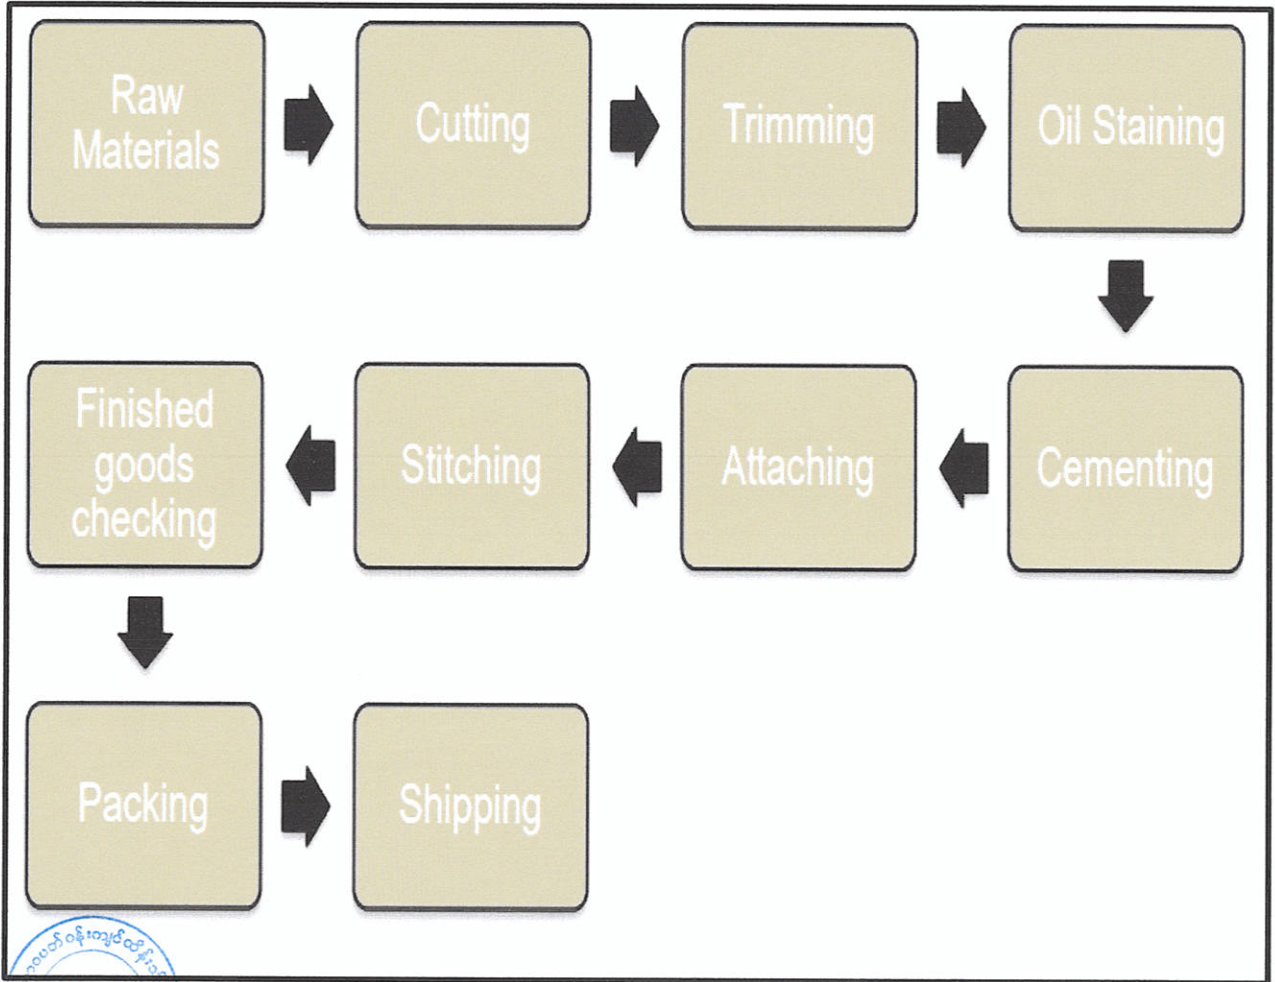 Raw
Materials
Cutting
Trimming
Oil Staining
Cementing
Attaching
Stitching
Finished
goods
checking
Packing
Shipping